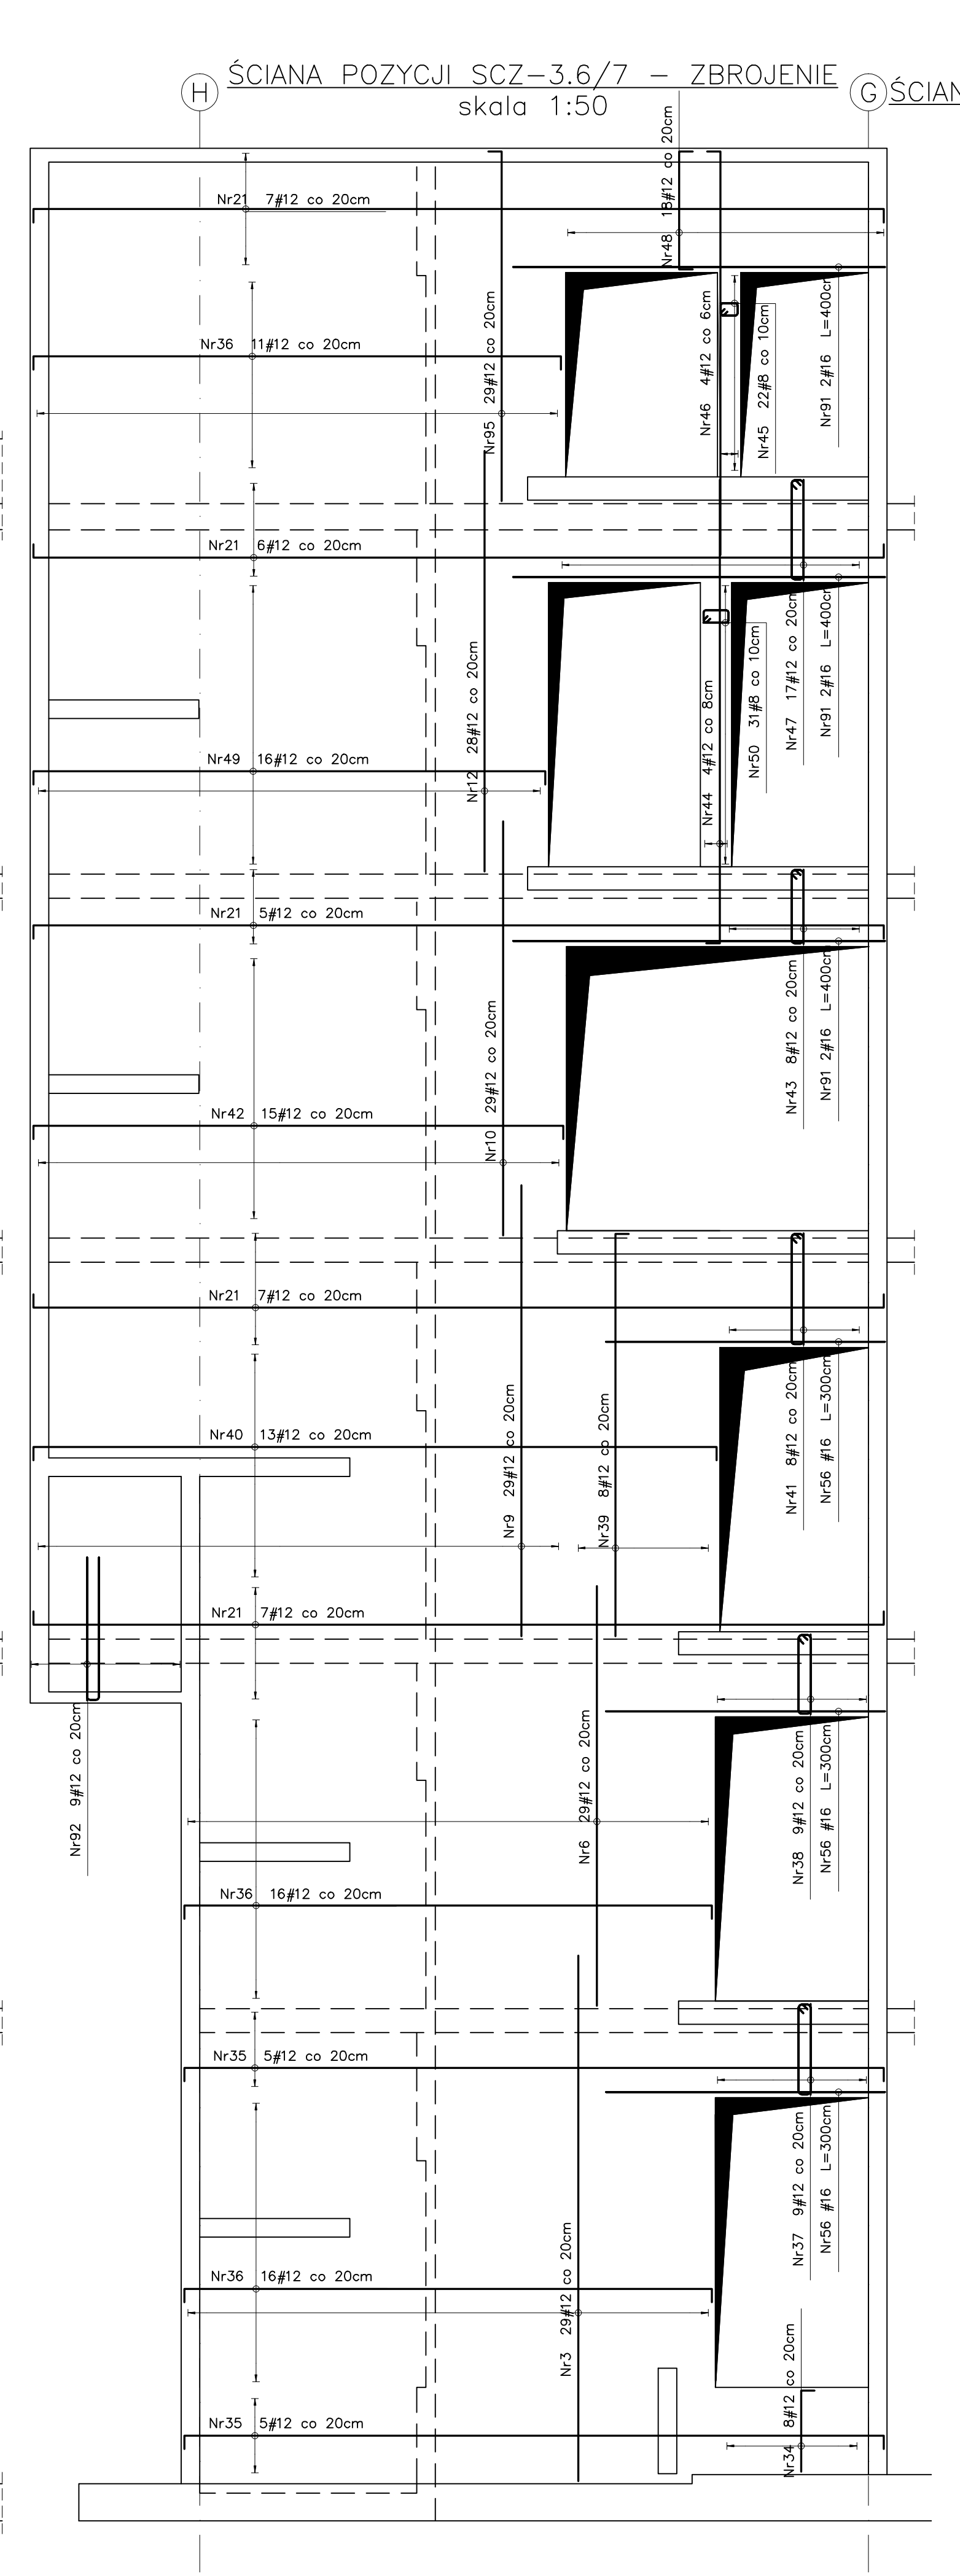 ŚCIANA POZYCJI SCZ-3.6/7 - ZBROJENIE
skala 1:50
H
G
ŚCIAN
Nr21 7#12 co 20cm
Nr48 18#12 co 20cm
Nr36 11#12 co 20cm
Nr95 29#12 co 20cm
Nr46 4#12 co 6cm
Nr45 22#8 co 10cm
Nr91 2#16 L=400cm
Nr21 6#12 co 20cm
Nr49 16#12 co 20cm
Nr12 28#12 co 20cm
Nr44 4#12 co 8cm
Nr50 31#8 co 10cm
Nr47 17#12 co 20cm
Nr91 2#16 L=400cm
Nr21 5#12 co 20cm
Nr42 15#12 co 20cm
Nr10 29#12 co 20cm
Nr43 8#12 co 20cm
Nr91 2#16 L=400cm
Nr21 7#12 co 20cm
Nr40 13#12 co 20cm
Nr9 29#12 co 20cm
Nr39 8#12 co 20cm
Nr41 8#12 co 20cm
Nr56 #16 L=300cm
Nr21 7#12 co 20cm
Nr92 9#12 co 20cm
Nr6 29#12 co 20cm
Nr38 9#12 co 20cm
Nr56 #16 L=300cm
Nr36 16#12 co 20cm
Nr35 5#12 co 20cm
Nr36 16#12 co 20cm
Nr3 29#12 co 20cm
Nr37 9#12 co 20cm
Nr56 #16 L=300cm
Nr35 5#12 co 20cm
Nr34 8#12 co 20cm